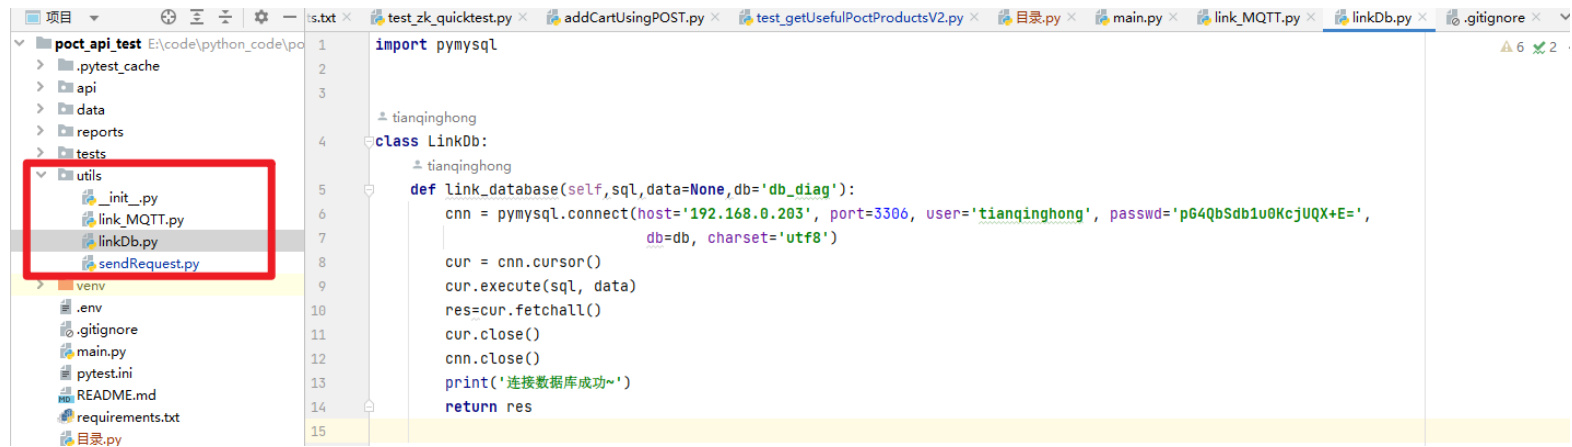 项目
ts.txt
test_zk_quicktest.py
addCartUsingPOST.py
test_getUsefulPoctProductsV2.py
目录.py
main.py
link_MQTT.py
linkDb.py
.gitignore
poct_api_test E:\code\python_code\po
.pytest_cache
api
data
reports
tests
utils
__init__.py
link_MQTT.py
linkDb.py
sendRequest.py
venv
.env
.gitignore
main.py
pytest.ini
README.md
requirements.txt
目录.py
6 2
1 import pymysql
2
3
tianqinghong
4 class LinkDb:
tianqinghong
5 def link_database(self,sql,data=None,db='db_diag'):
6 cnn = pymysql.connect(host='192.168.0.203', port=3306, user='tianqinghong', passwd='pG4QbSdb1u0KcjUQX+E=',
7 db=db, charset='utf8')
8 cur = cnn.cursor()
9 cur.execute(sql, data)
10 res=cur.fetchall()
11 cur.close()
12 cnn.close()
13 print('连接数据库成功~')
14 return res
15